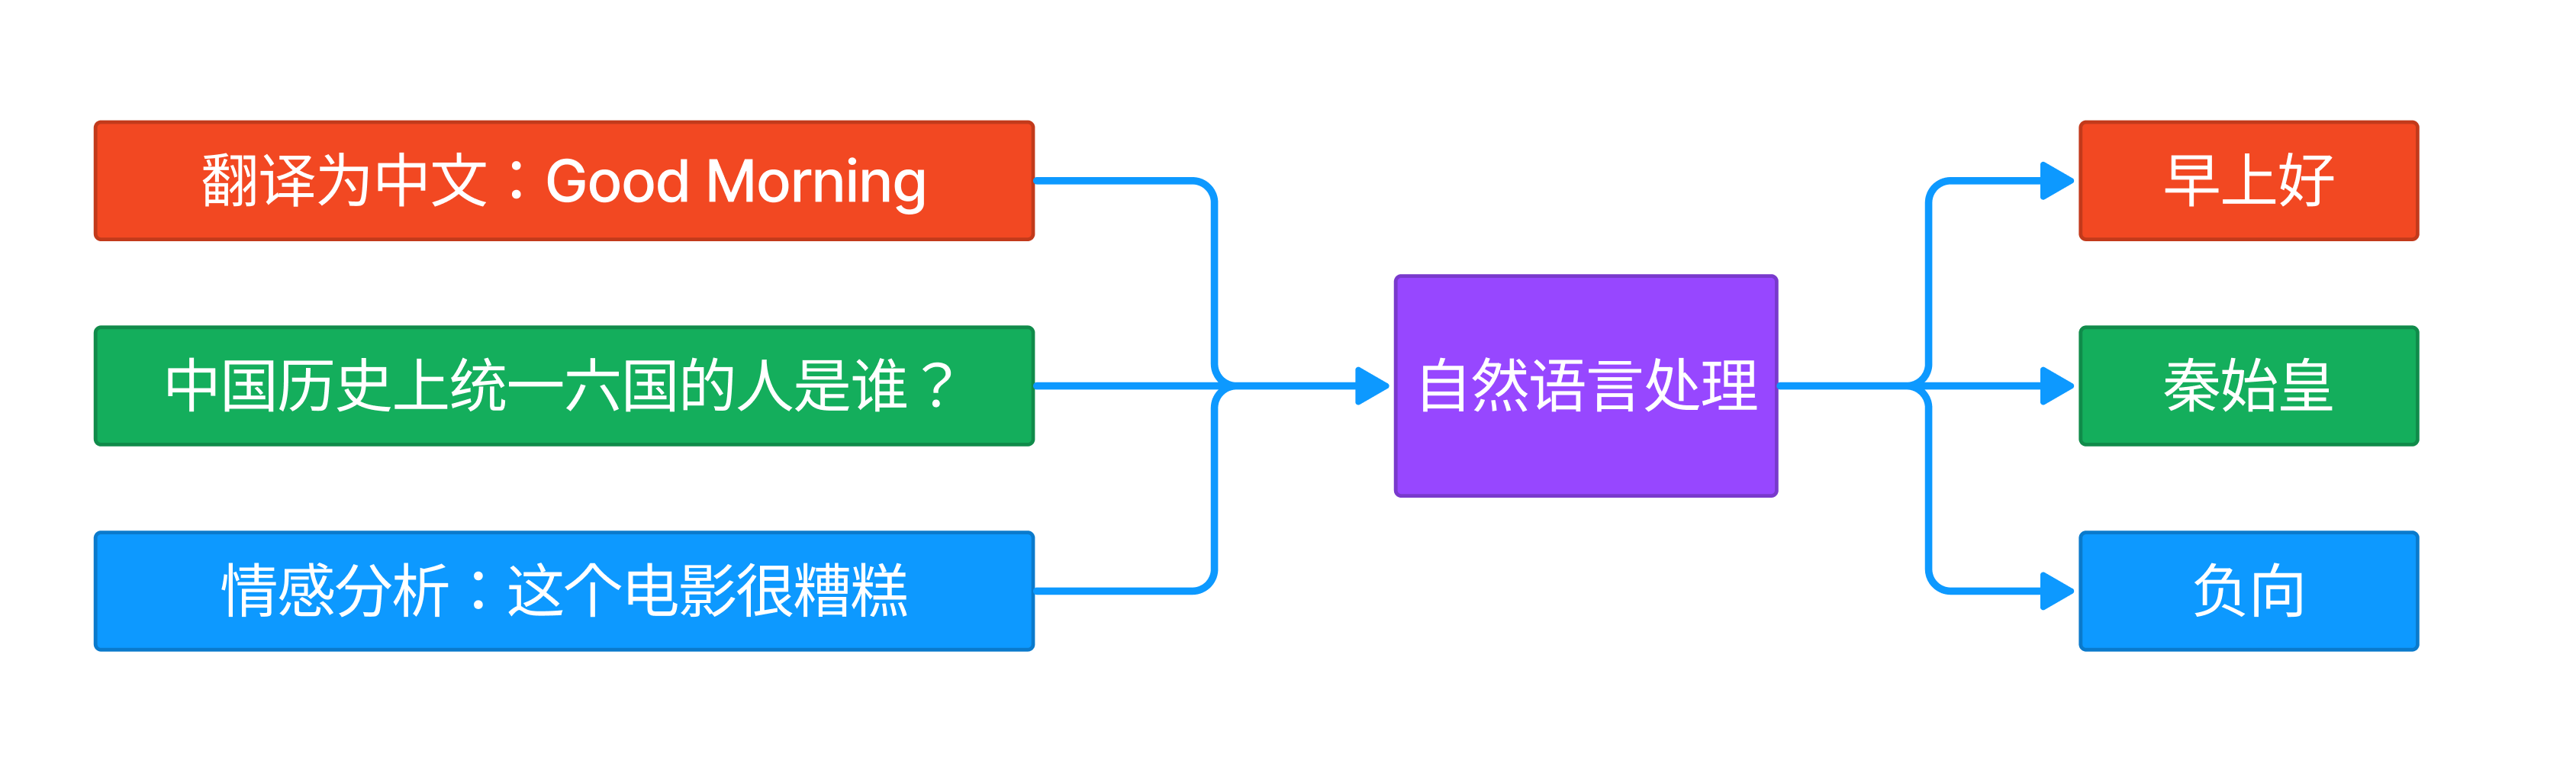 翻译为中文：Good Morning
中国历史上统一六国的人是谁？
情感分析：这个电影很糟糕
自然语言处理
早上好
秦始皇
负向